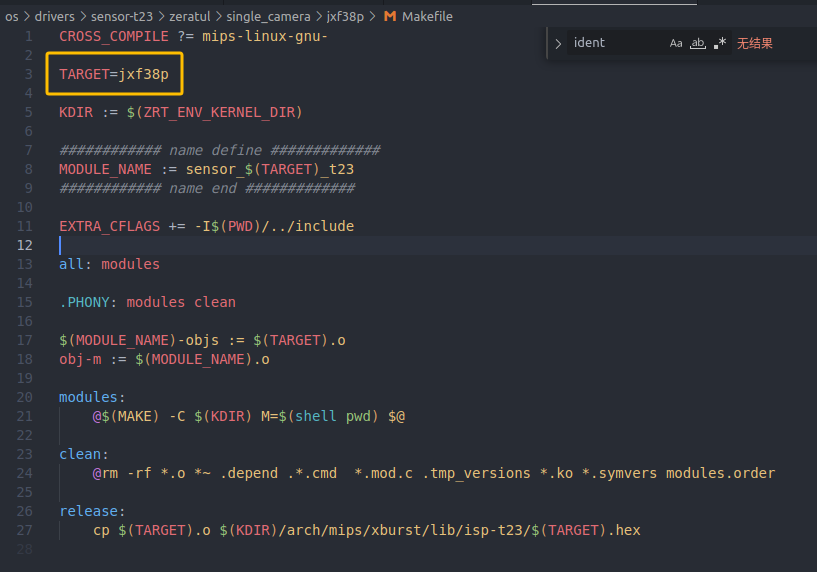 os > drivers > sensor-t23 > zeratul > single_camera > jxf38p > M Makefile
> ident Aa ab .* 无结果
1 CROSS_COMPILE ?= mips-linux-gnu-
2
3 TARGET=jxf38p
4
5 KDIR := $(ZRT_ENV_KERNEL_DIR)
6
7 ############ name define #############
8 MODULE_NAME := sensor_$(TARGET)_t23
9 ############ name end #############
10
11 EXTRA_CFLAGS += -I$(PWD)/../include
12
13 all: modules
14
15 .PHONY: modules clean
16
17 $(MODULE_NAME)-objs := $(TARGET).o
18 obj-m := $(MODULE_NAME).o
19
20 modules:
21 @$(MAKE) -C $(KDIR) M=$(shell pwd) $@
22
23 clean:
24 @rm -rf *.o *~ .depend .*.cmd  *.mod.c .tmp_versions *.ko *.symvers modules.order
25
26 release:
27 cp $(TARGET).o $(KDIR)/arch/mips/xburst/lib/isp-t23/$(TARGET).hex
28